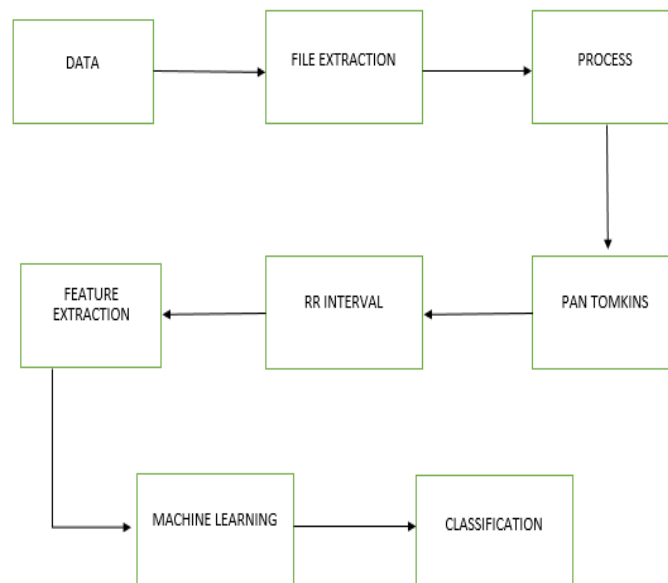 DATA
FILE EXTRACTION
PROCESS
PAN TOMKINS
RR INTERVAL
FEATURE
EXTRACTION
MACHINE LEARNING
CLASSIFICATION